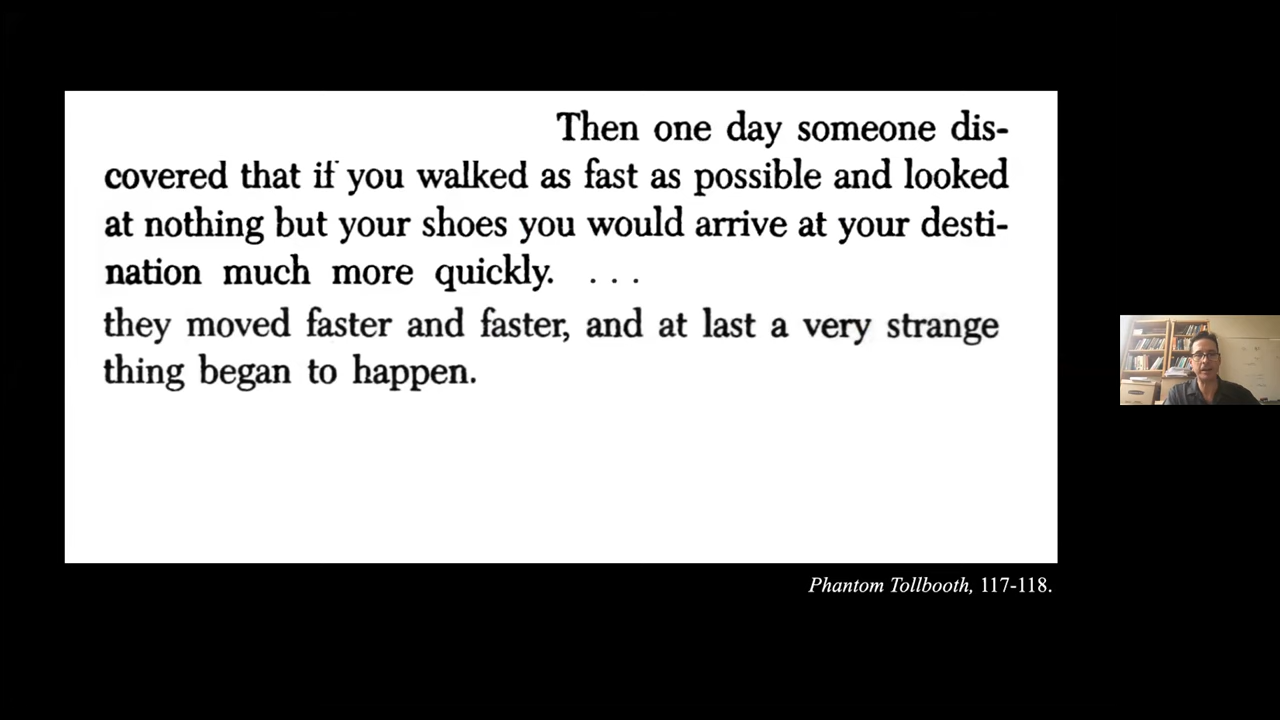 Then one day someone dis-
covered that if you walked as fast as possible and looked
at nothing but your shoes you would arrive at your desti-
nation much more quickly. . . .
they moved faster and faster, and at last a very strange
thing began to happen.
Phantom Tollbooth, 117-118.